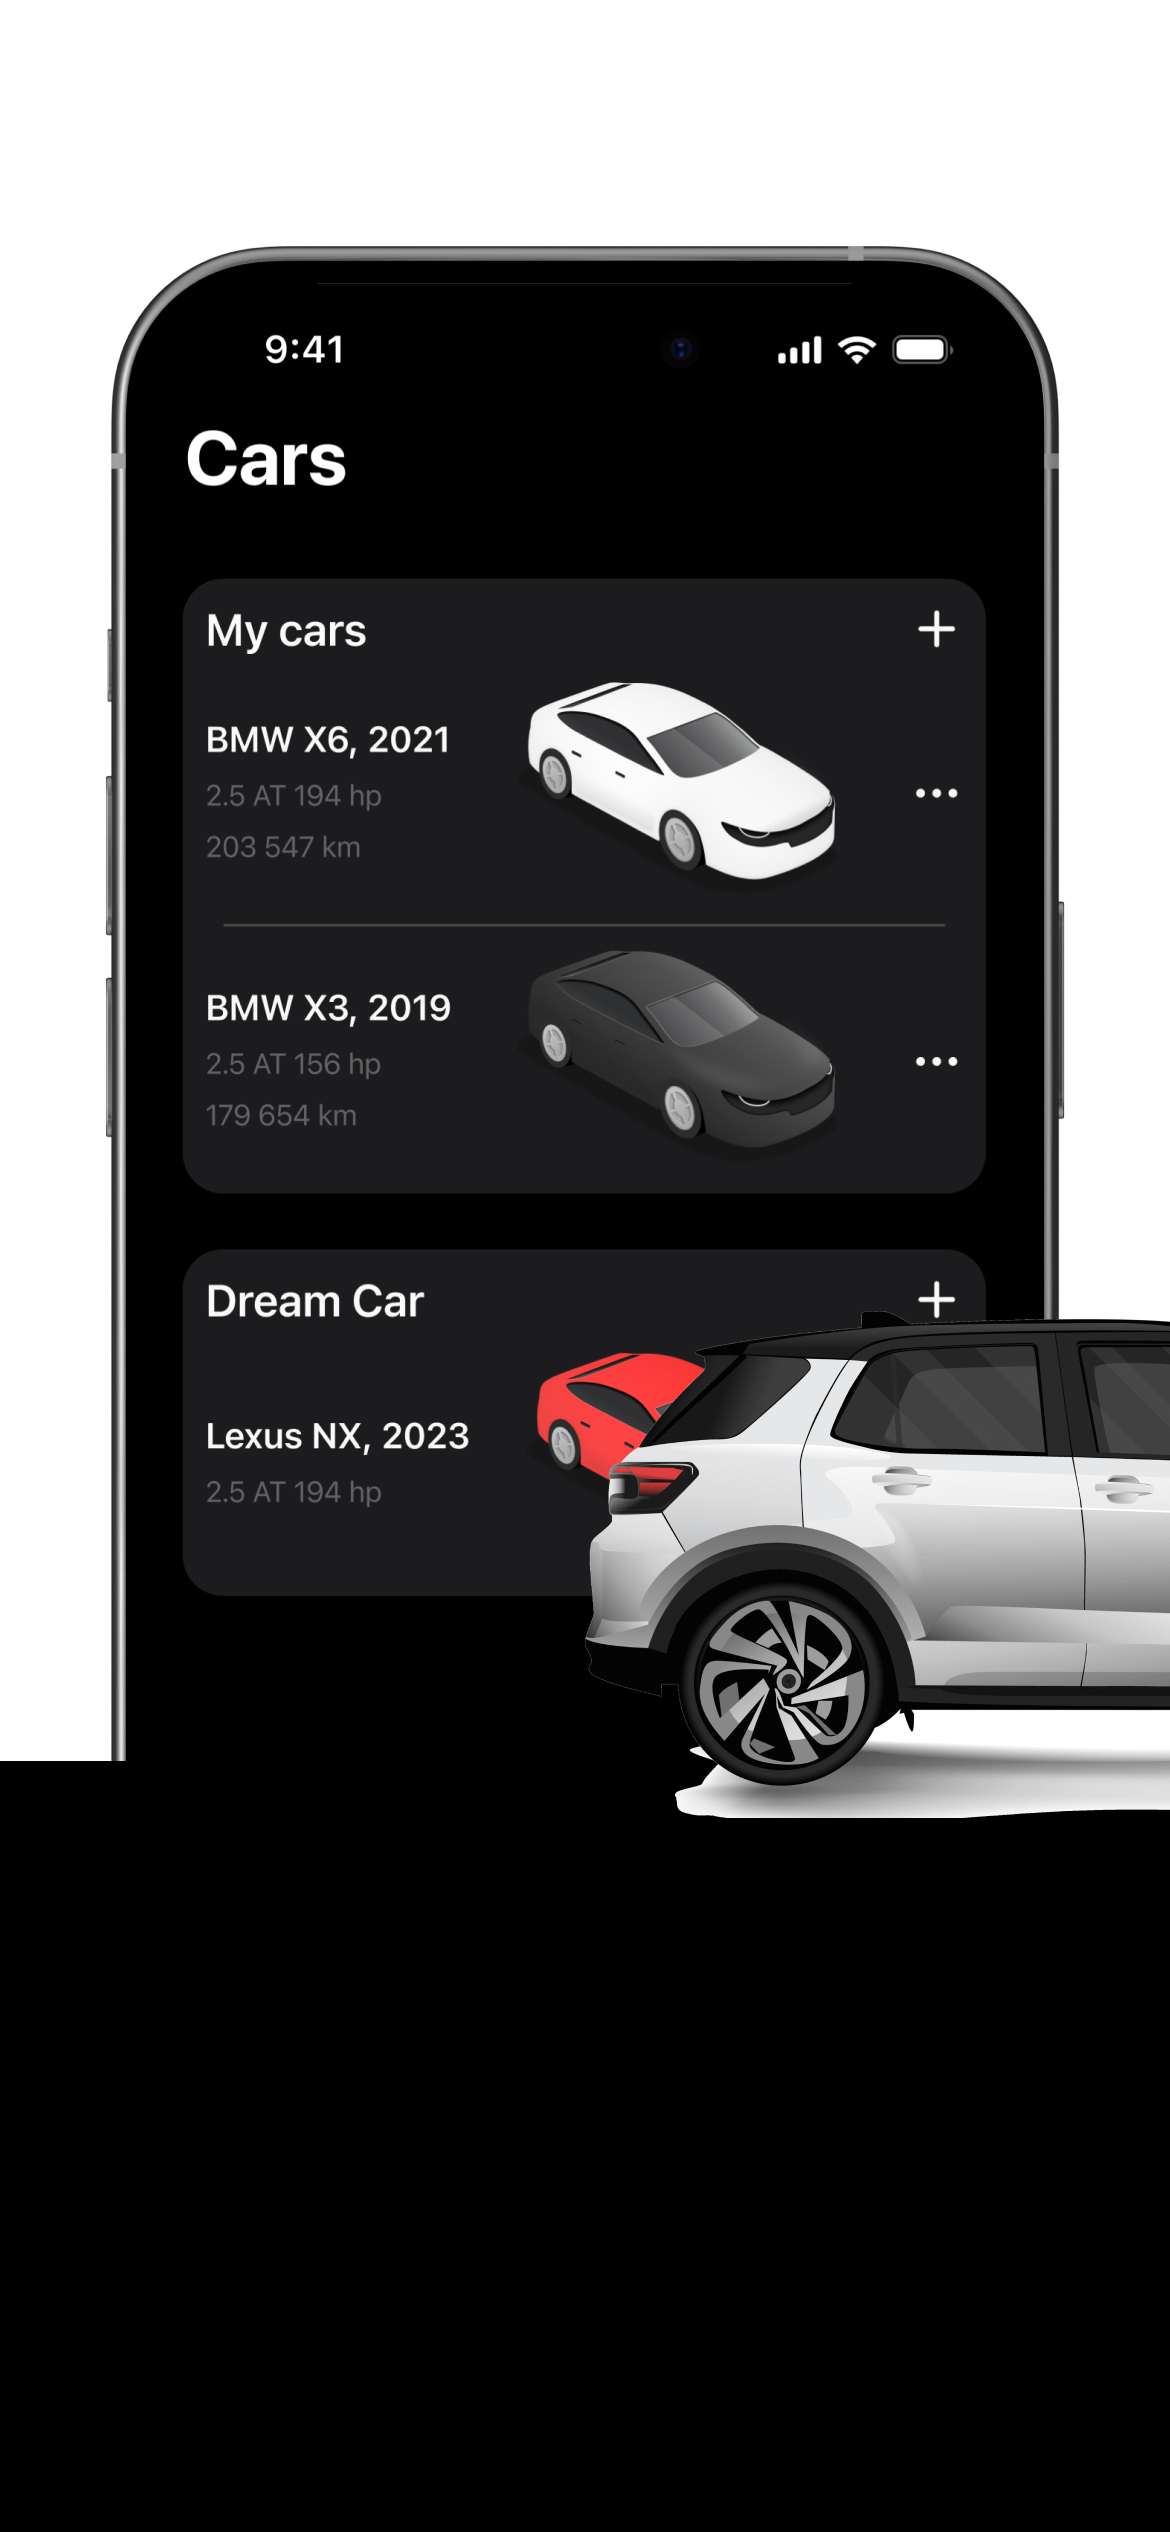 9:41
Cars
My cars
BMW X6, 2021
2.5 AT 194 hp
203 547 km
BMW X3, 2019
2.5 AT 156 hp
179 654 km
Dream Car
Lexus NX, 2023
2.5 AT 194 hp